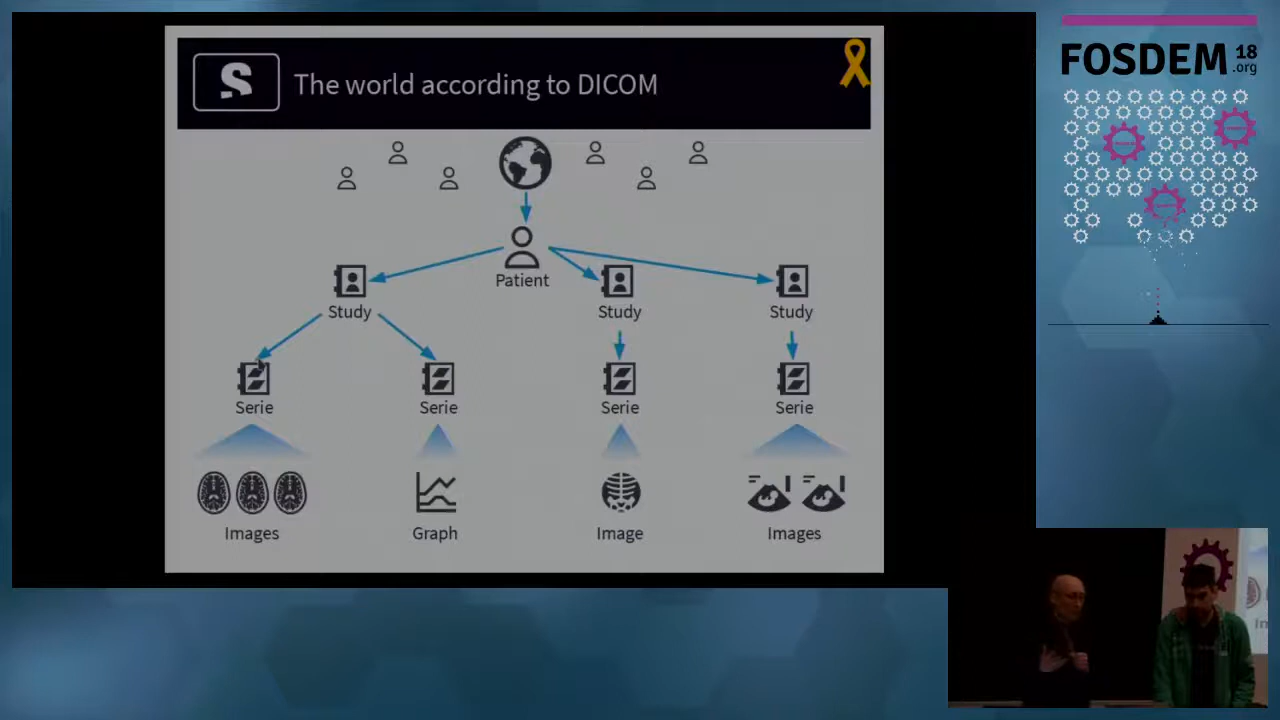 The world according to DICOM
Patient
Study
Study
Study
Serie
Serie
Serie
Serie
Images
Graph
Image
Images
FOSDEM 18
.org